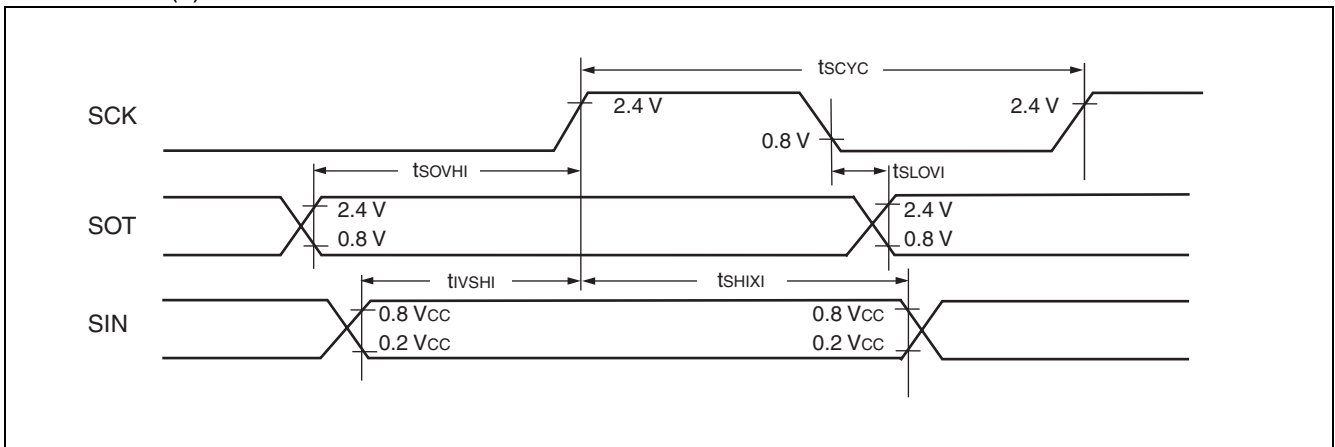 tSCYC
SCK
2.4 V
2.4 V
0.8 V
tSOVHI
tSLOVI
SOT
2.4 V
2.4 V
0.8 V
0.8 V
tIVSHI
tSHIXI
SIN
0.8 VCC
0.8 VCC
0.2 VCC
0.2 VCC